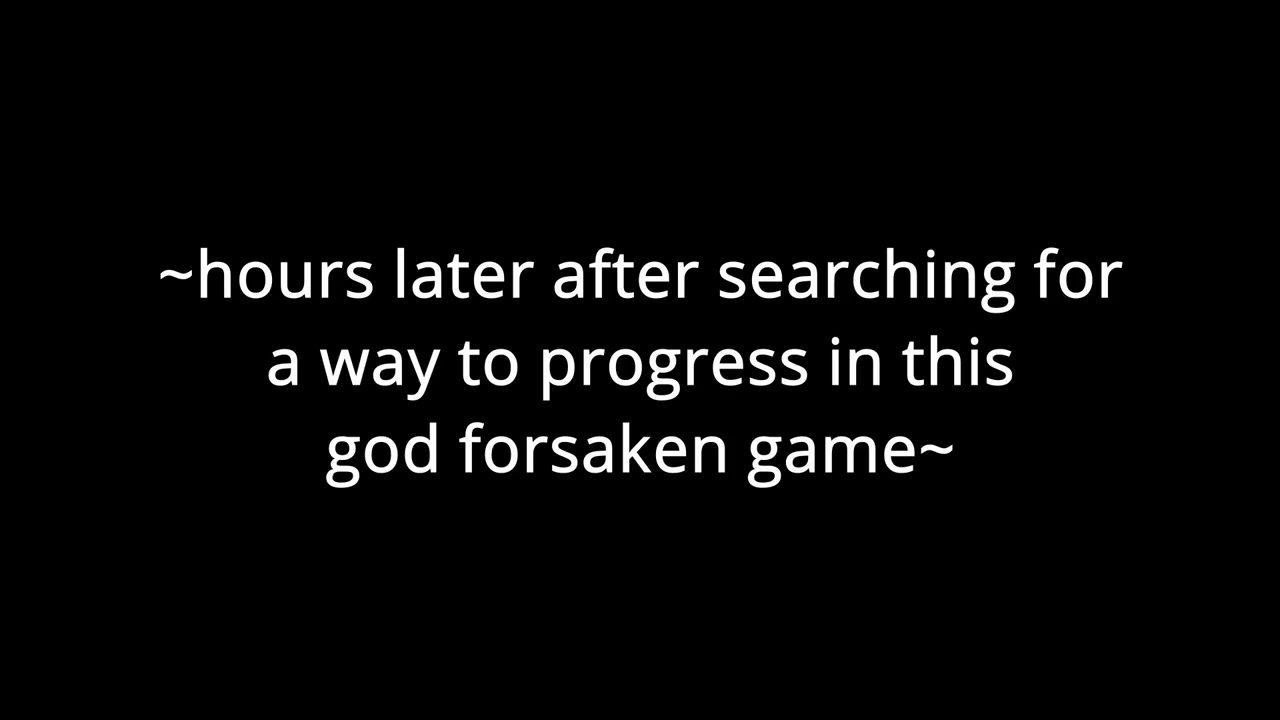 ~hours later after searching for
a way to progress in this
god forsaken game~